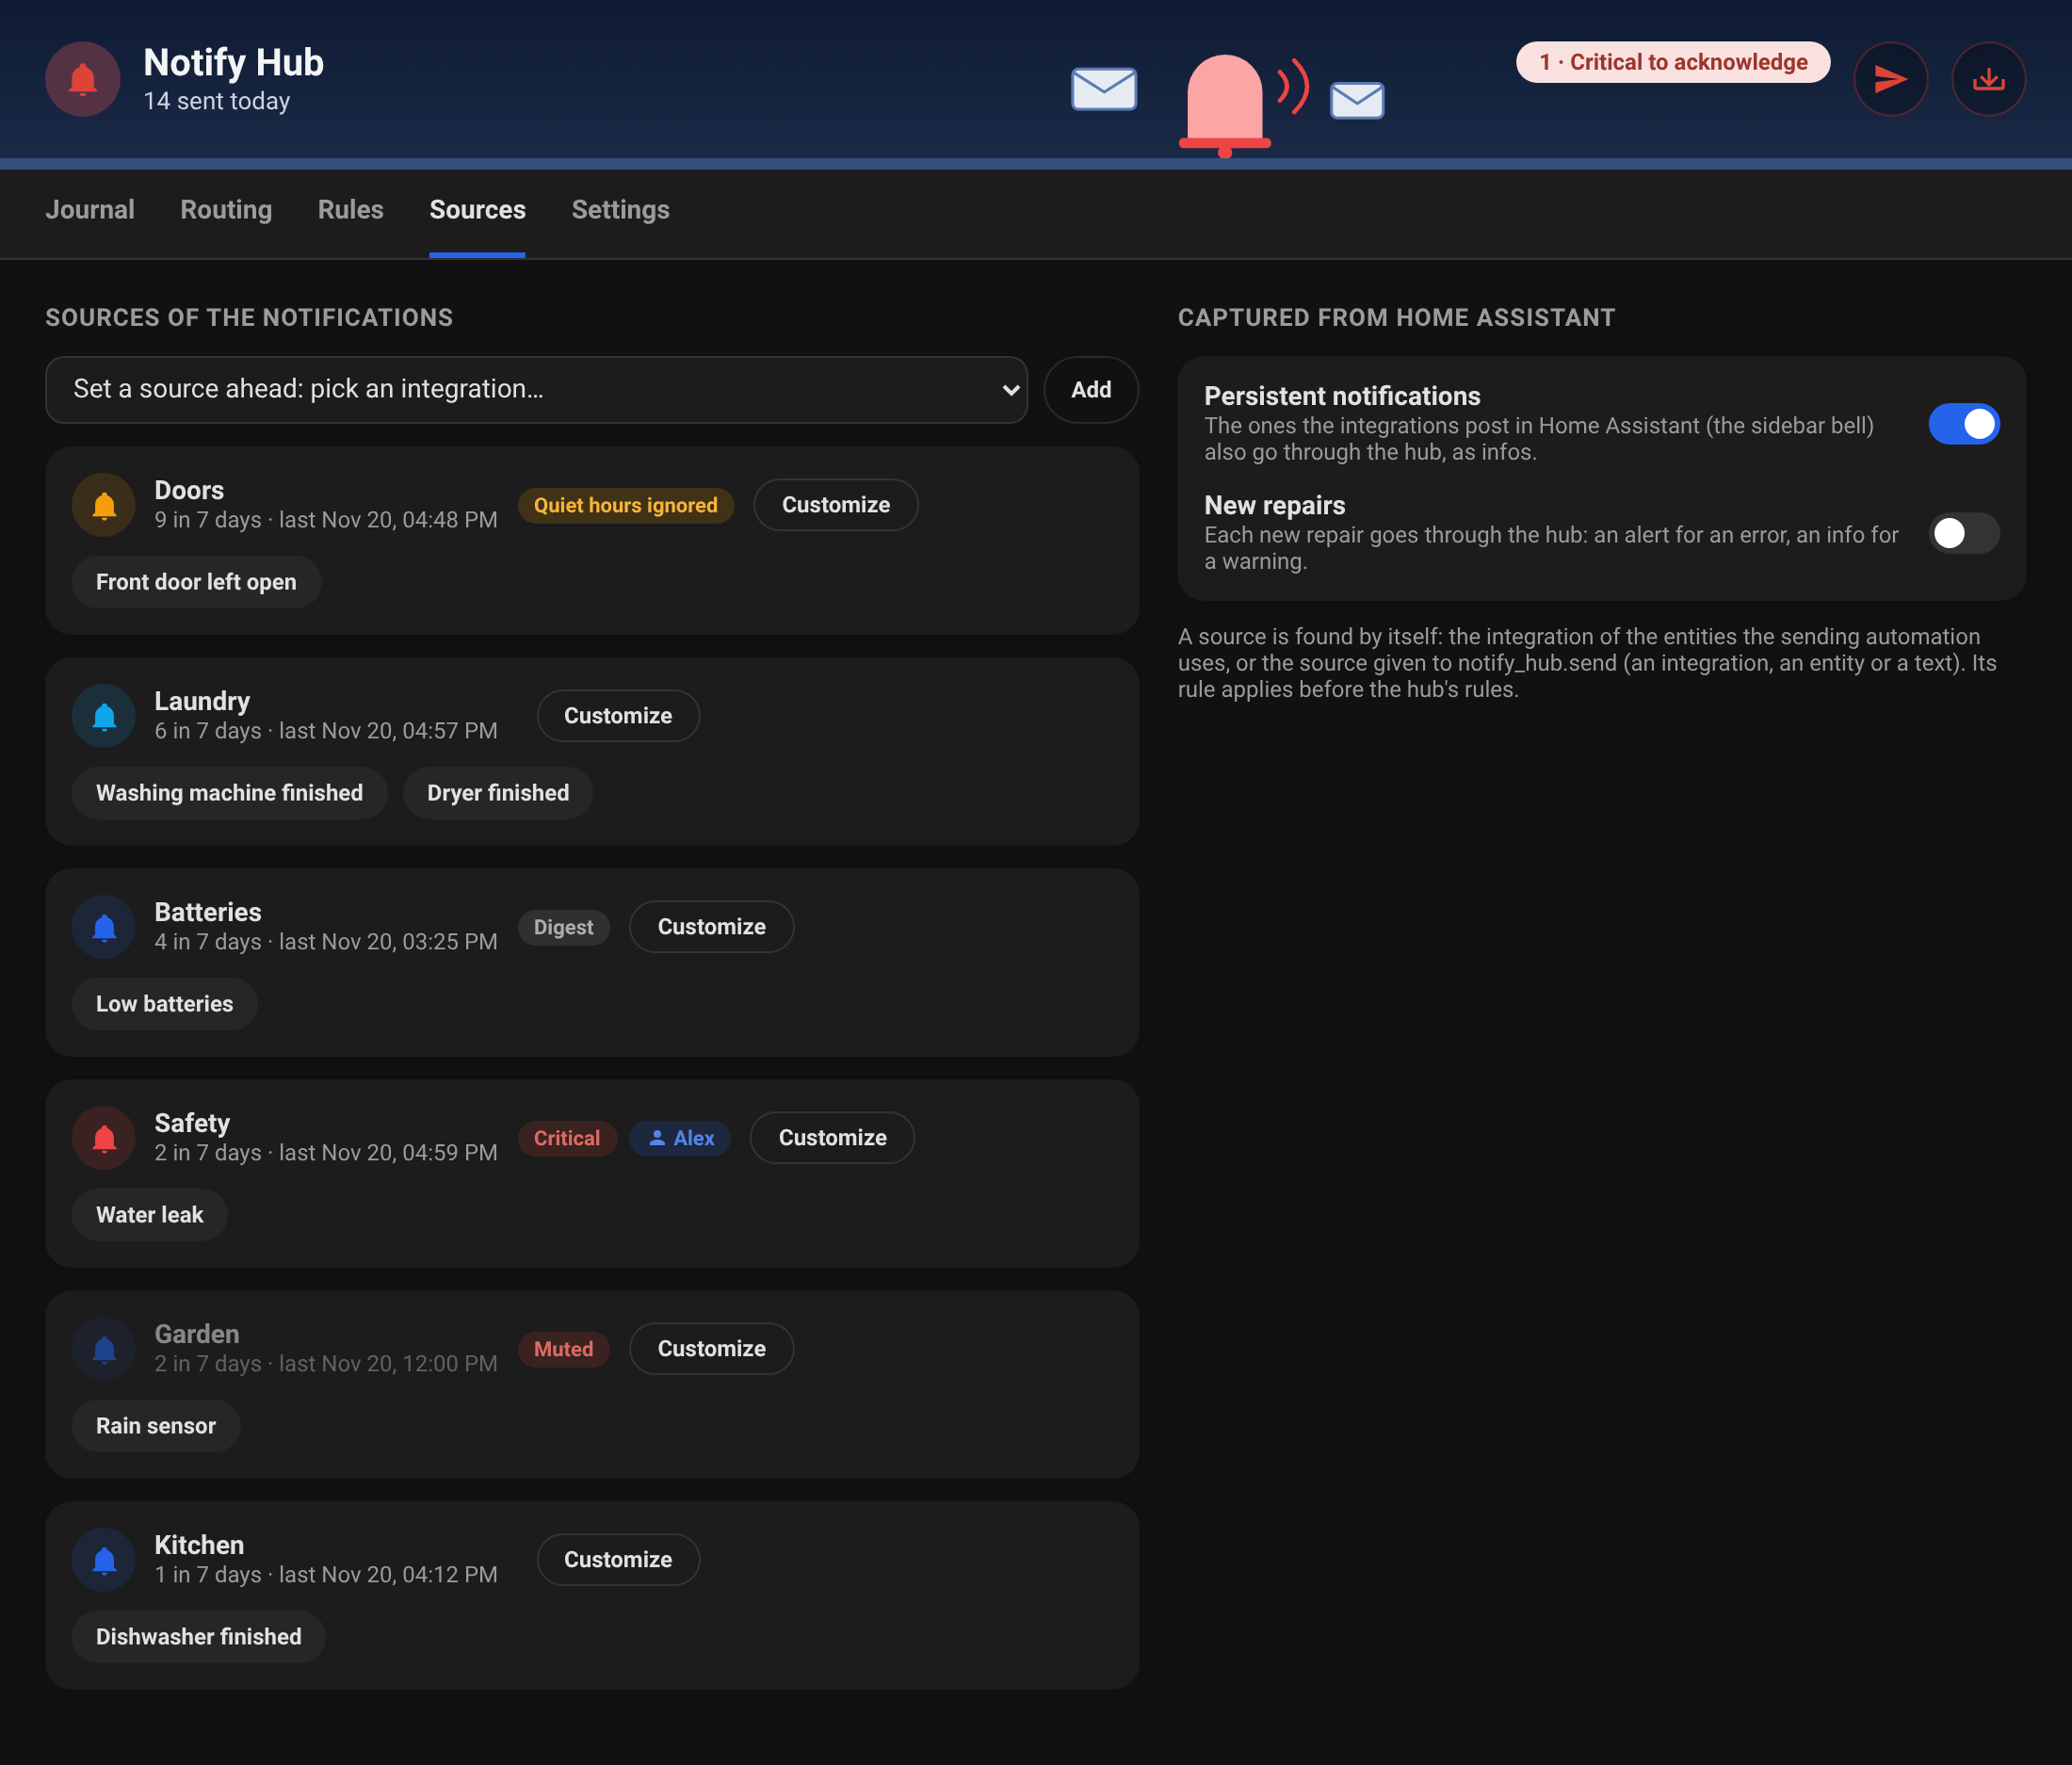 Notify Hub
14 sent today
1 · Critical to acknowledge
Journal
Routing
Rules
Sources
Settings
SOURCES OF THE NOTIFICATIONS
Set a source ahead: pick an integration...
Add
Doors
9 in 7 days · last Nov 20, 04:48 PM
Quiet hours ignored
Customize
Front door left open
Laundry
6 in 7 days · last Nov 20, 04:57 PM
Customize
Washing machine finished
Dryer finished
Batteries
4 in 7 days · last Nov 20, 03:25 PM
Digest
Customize
Low batteries
Safety
2 in 7 days · last Nov 20, 04:59 PM
Critical
Alex
Customize
Water leak
Garden
2 in 7 days · last Nov 20, 12:00 PM
Muted
Customize
Rain sensor
Kitchen
1 in 7 days · last Nov 20, 04:12 PM
Customize
Dishwasher finished
CAPTURED FROM HOME ASSISTANT
Persistent notifications
The ones the integrations post in Home Assistant (the sidebar bell)
also go through the hub, as infos.
New repairs
Each new repair goes through the hub: an alert for an error, an info for
a warning.
A source is found by itself: the integration of the entities the sending automation
uses, or the source given to notify_hub.send (an integration, an entity or a text). Its
rule applies before the hub's rules.